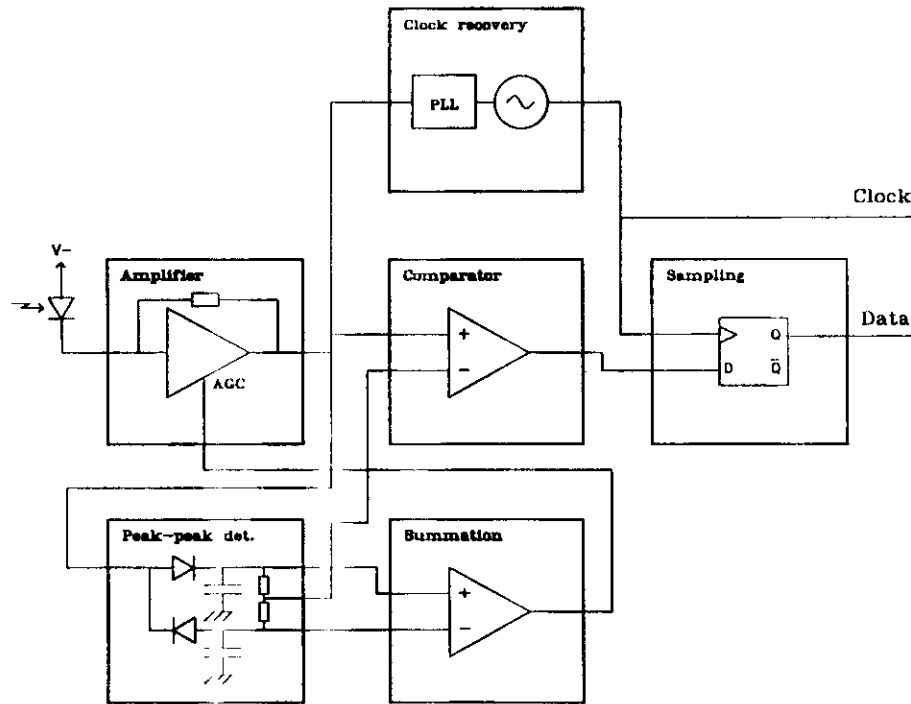 Clock recovery
PLL
Clock
V-
Amplifier
Comparator
Sampling
Data
+
Q
−
D
Q̅
AGC
Peak-peak det.
Summation
+
−